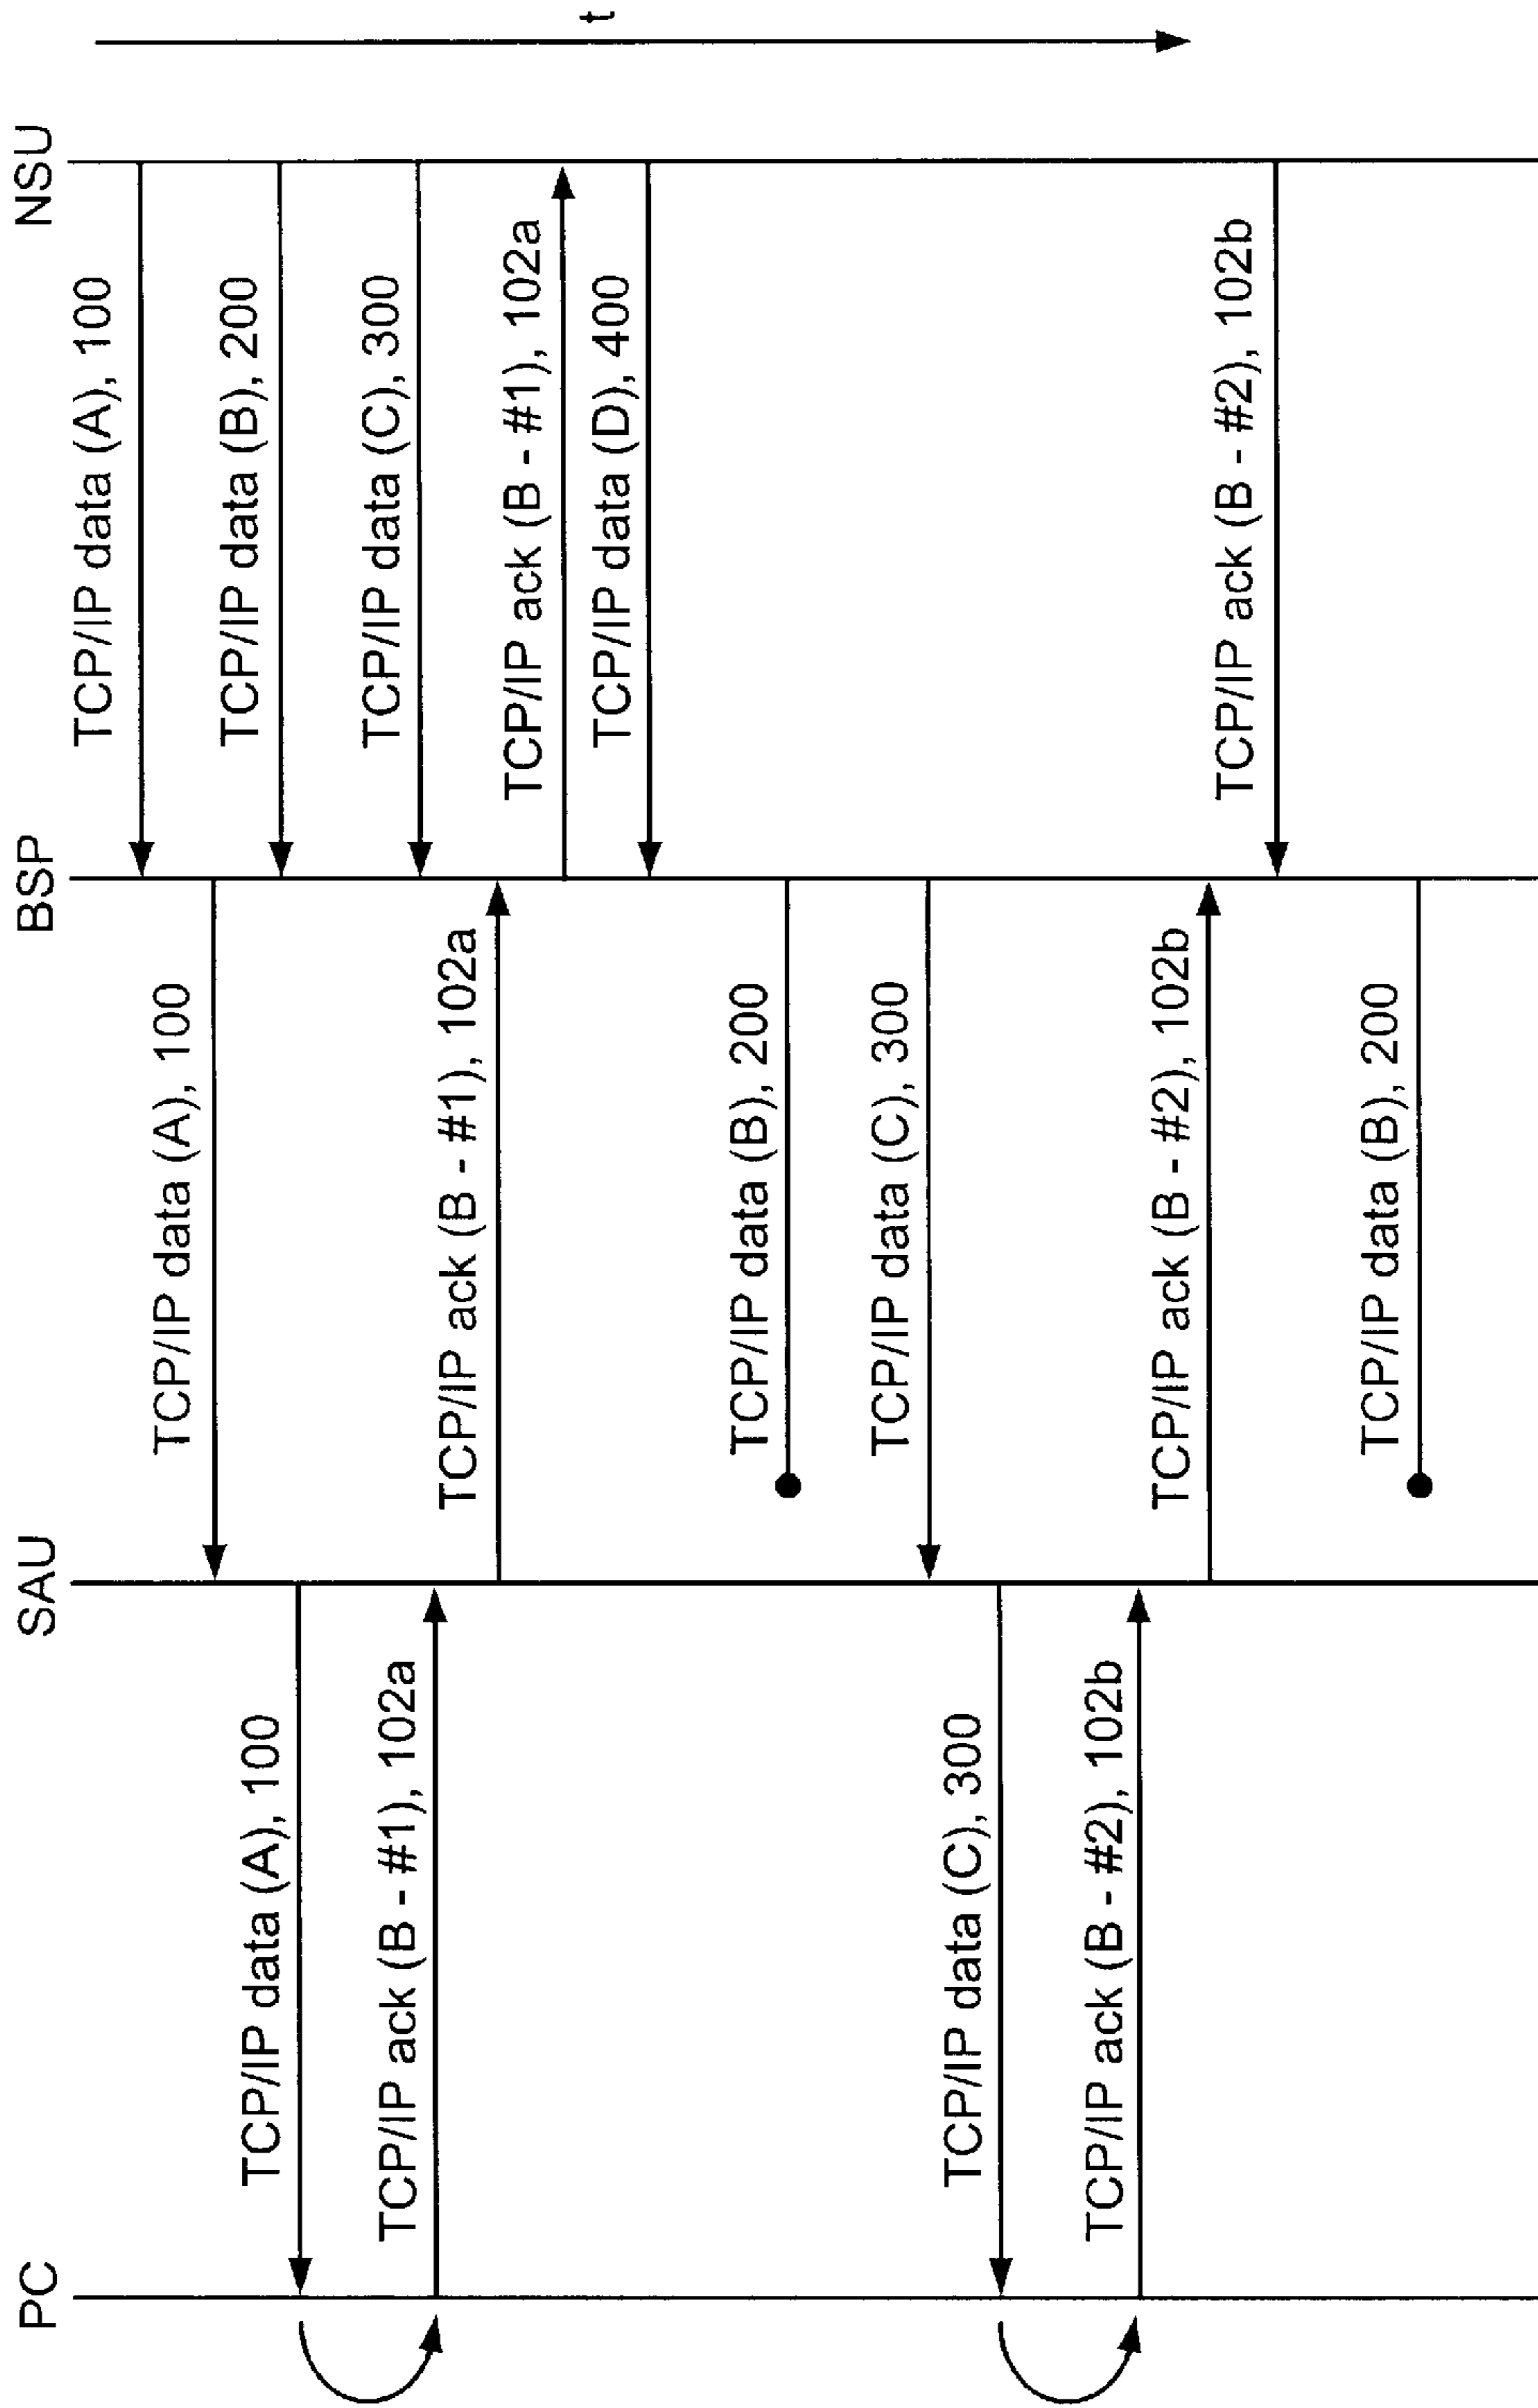 PC
SAU
BSP
NSU
TCP/IP data (A), 100
TCP/IP data (A), 100
TCP/IP data (B), 200
TCP/IP data (A), 100
TCP/IP data (C), 300
TCP/IP ack (B - #1), 102a
TCP/IP ack (B - #1), 102a
TCP/IP ack (B - #1), 102a
TCP/IP data (D), 400
TCP/IP data (B), 200
TCP/IP data (C), 300
TCP/IP data (C), 300
TCP/IP ack (B - #2), 102b
TCP/IP ack (B - #2), 102b
TCP/IP ack (B - #2), 102b
TCP/IP data (B), 200
t